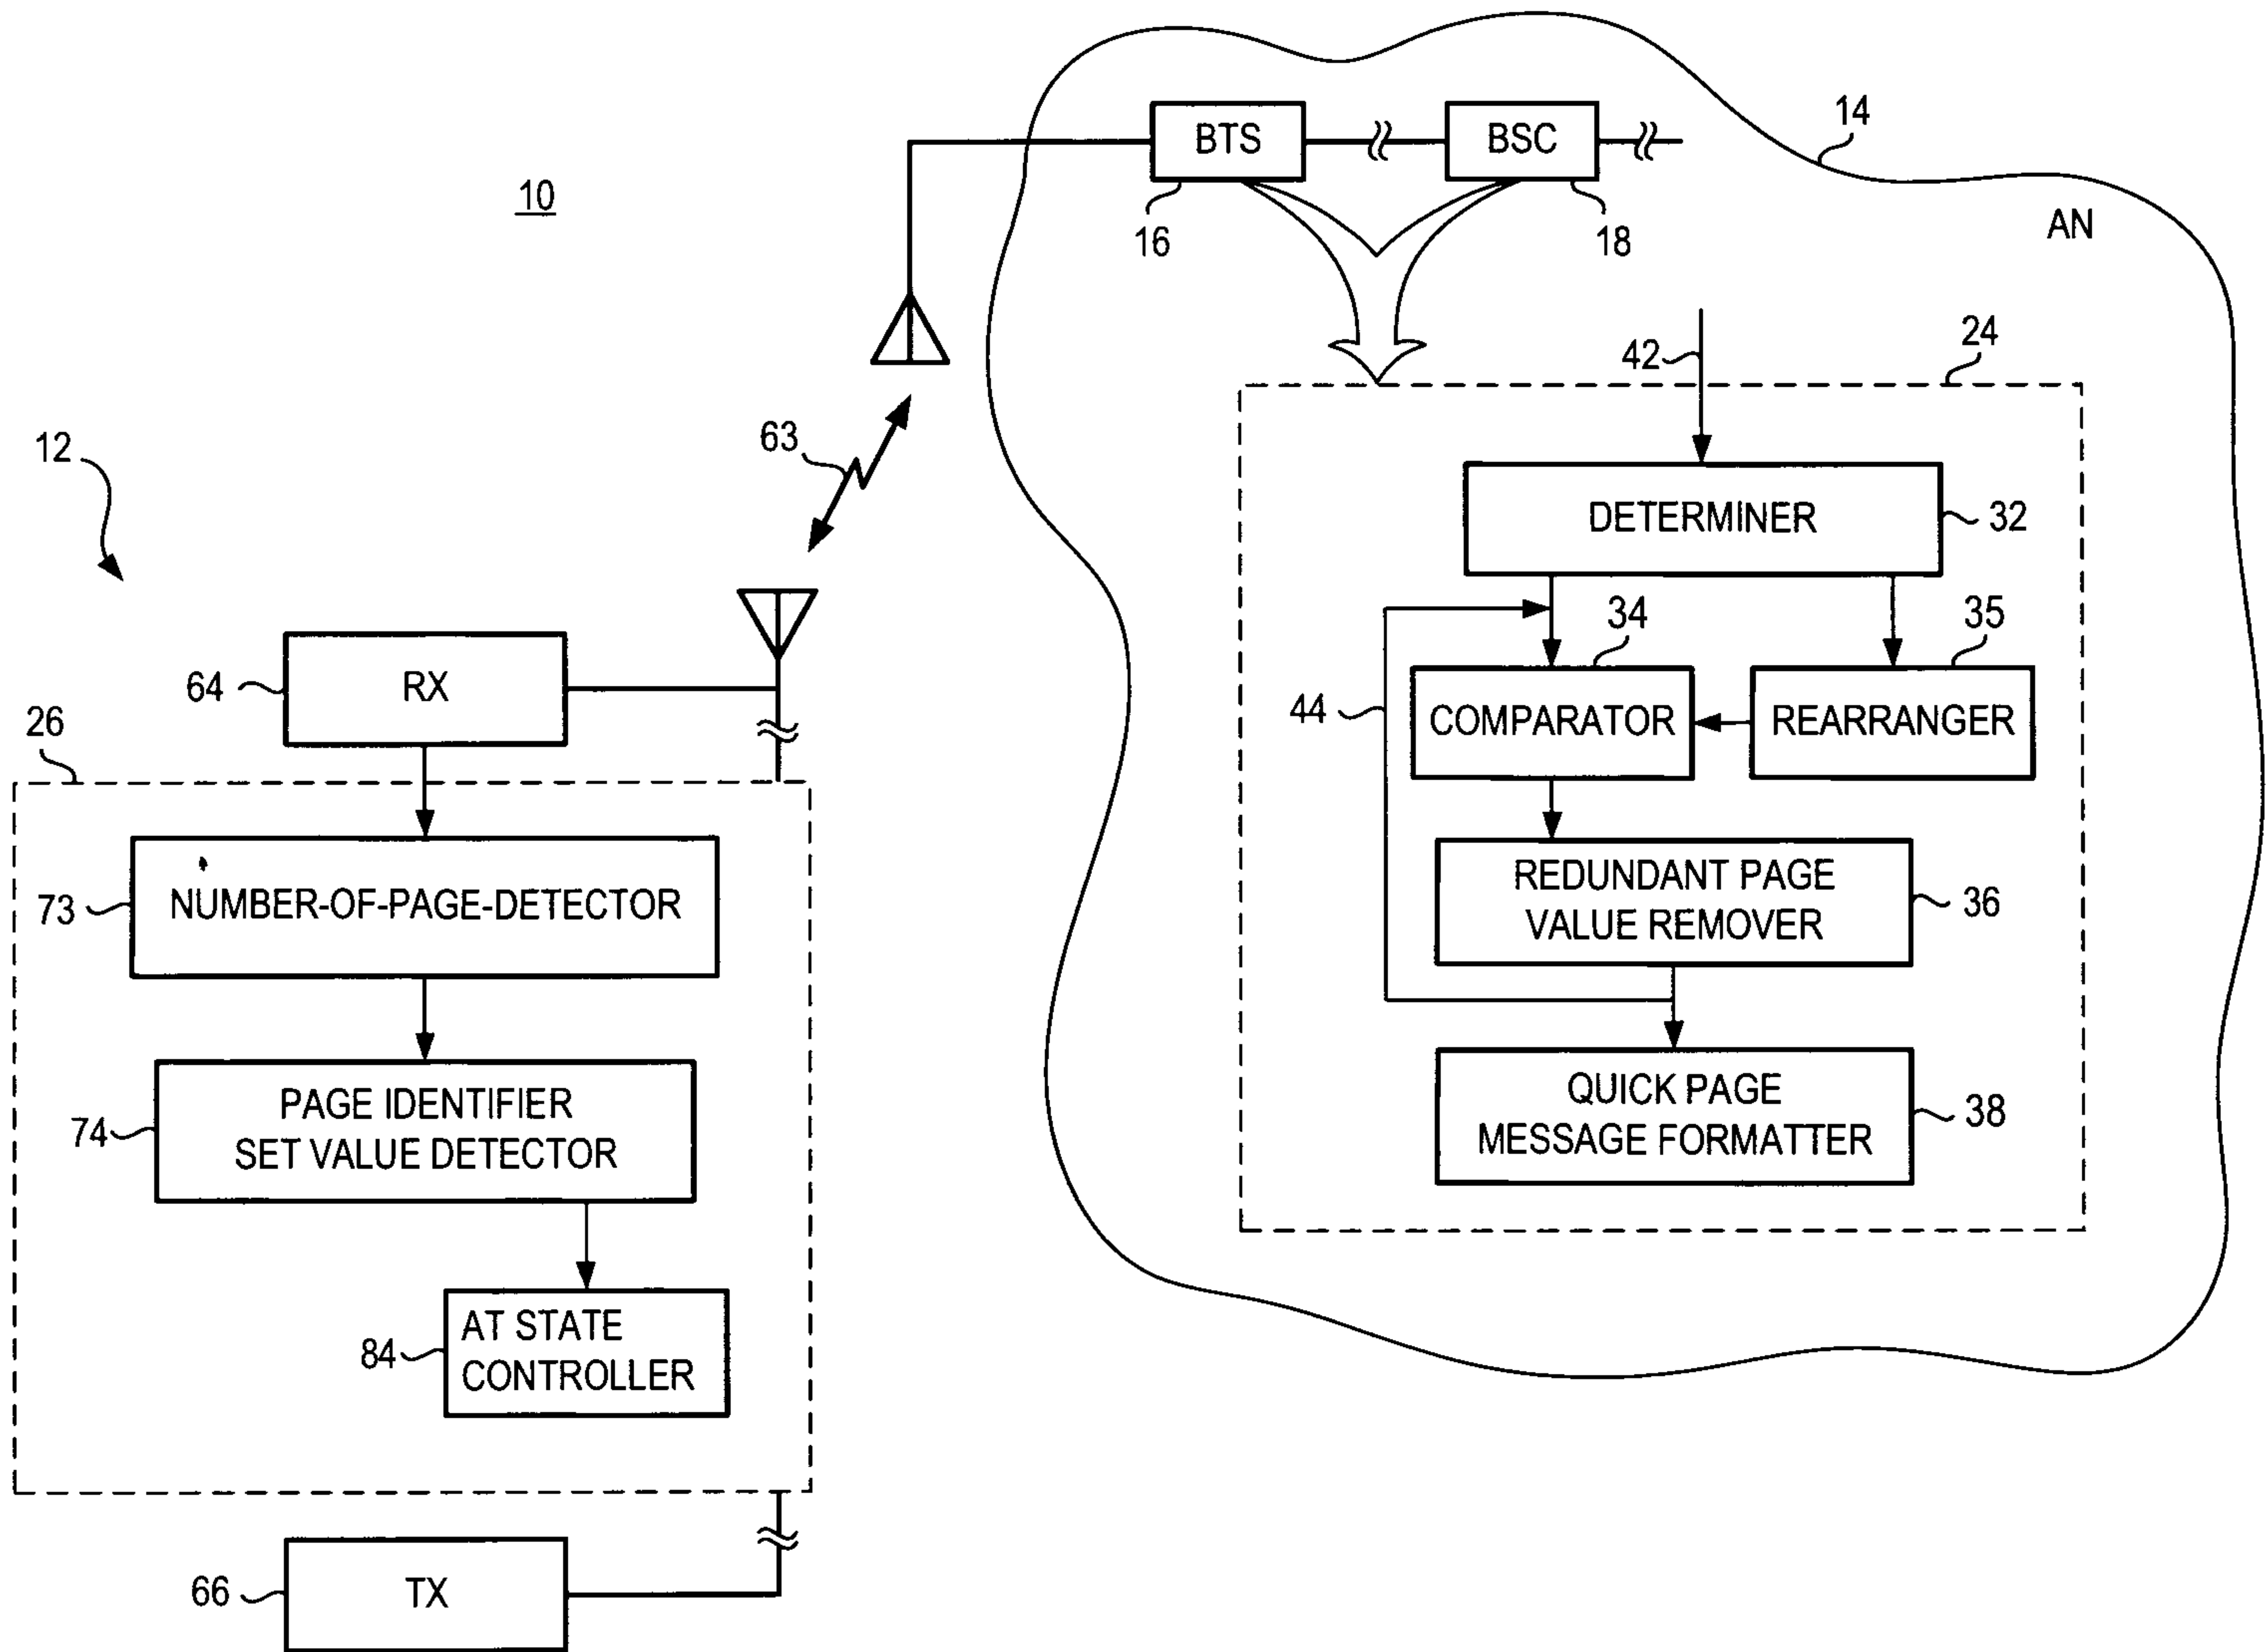 10
12
14
AN
BTS
16
BSC
18
63
42
24
DETERMINER
32
34
35
COMPARATOR
REARRANGER
44
REDUNDANT PAGE
VALUE REMOVER
36
QUICK PAGE
MESSAGE FORMATTER
38
RX
64
26
NUMBER-OF-PAGE-DETECTOR
73
PAGE IDENTIFIER
SET VALUE DETECTOR
74
AT STATE
CONTROLLER
84
TX
66